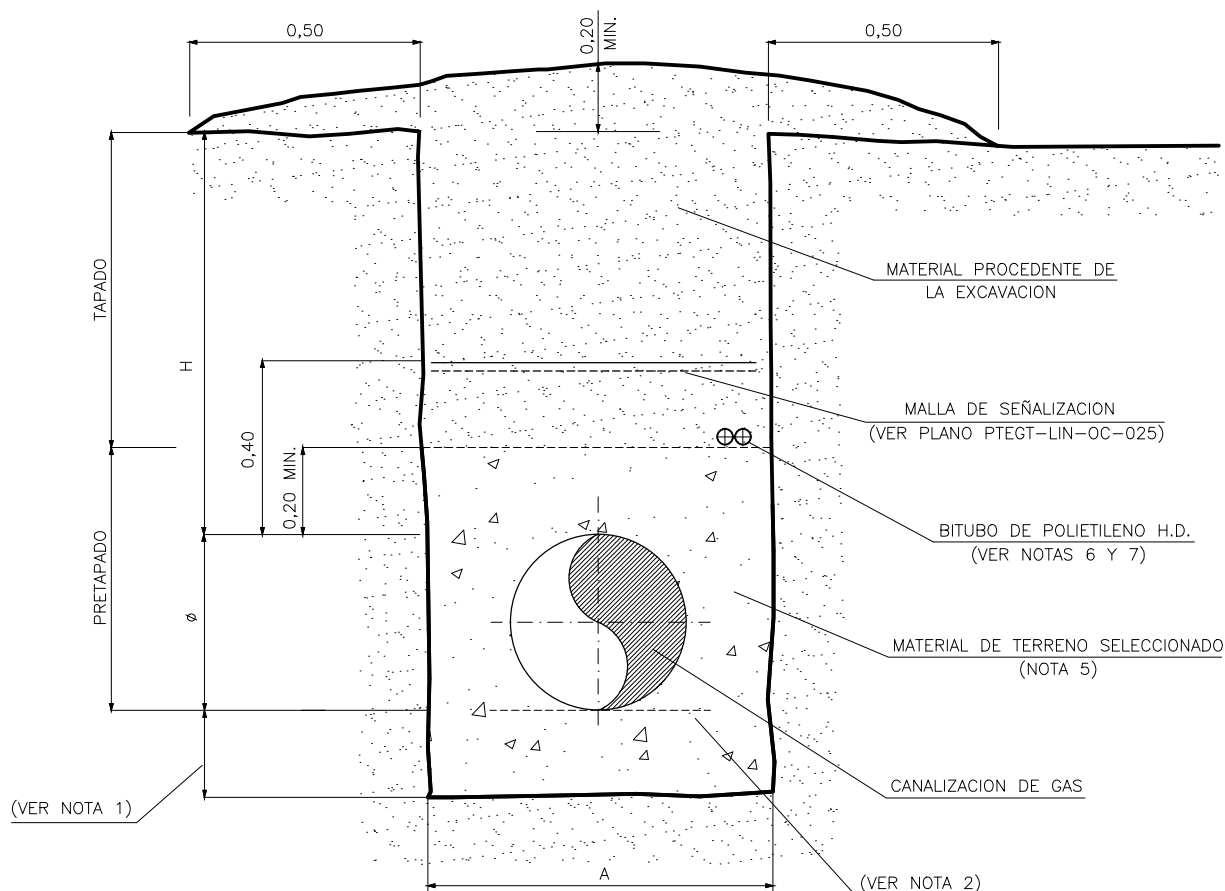 0,50
0,20
MIN.
0,50
TAPADO
H
MATERIAL PROCEDENTE DE
LA EXCAVACION
0,40
0,20 MIN.
MALLA DE SEÑALIZACION
(VER PLANO PTEGT-LIN-OC-025)
BITUBO DE POLIETILENO H.D.
(VER NOTAS 6 Y 7)
PRETAPADO
ø
MATERIAL DE TERRENO SELECCIONADO
(NOTA 5)
CANALIZACION DE GAS
(VER NOTA 1)
A
(VER NOTA 2)